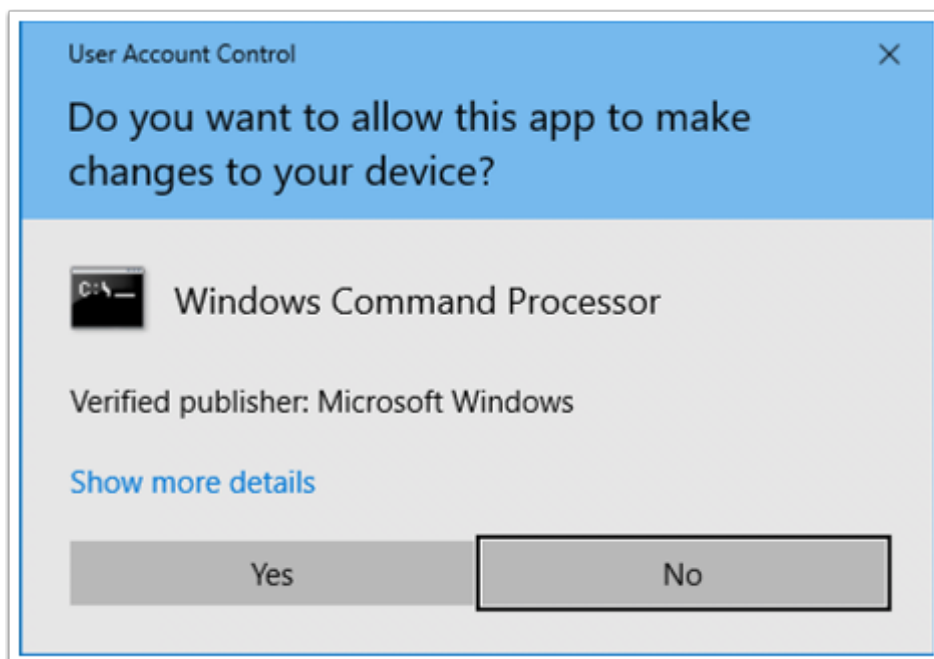 User Account Control
Do you want to allow this app to make
changes to your device?
C:\_
Windows Command Processor
Verified publisher: Microsoft Windows
Show more details
Yes
No